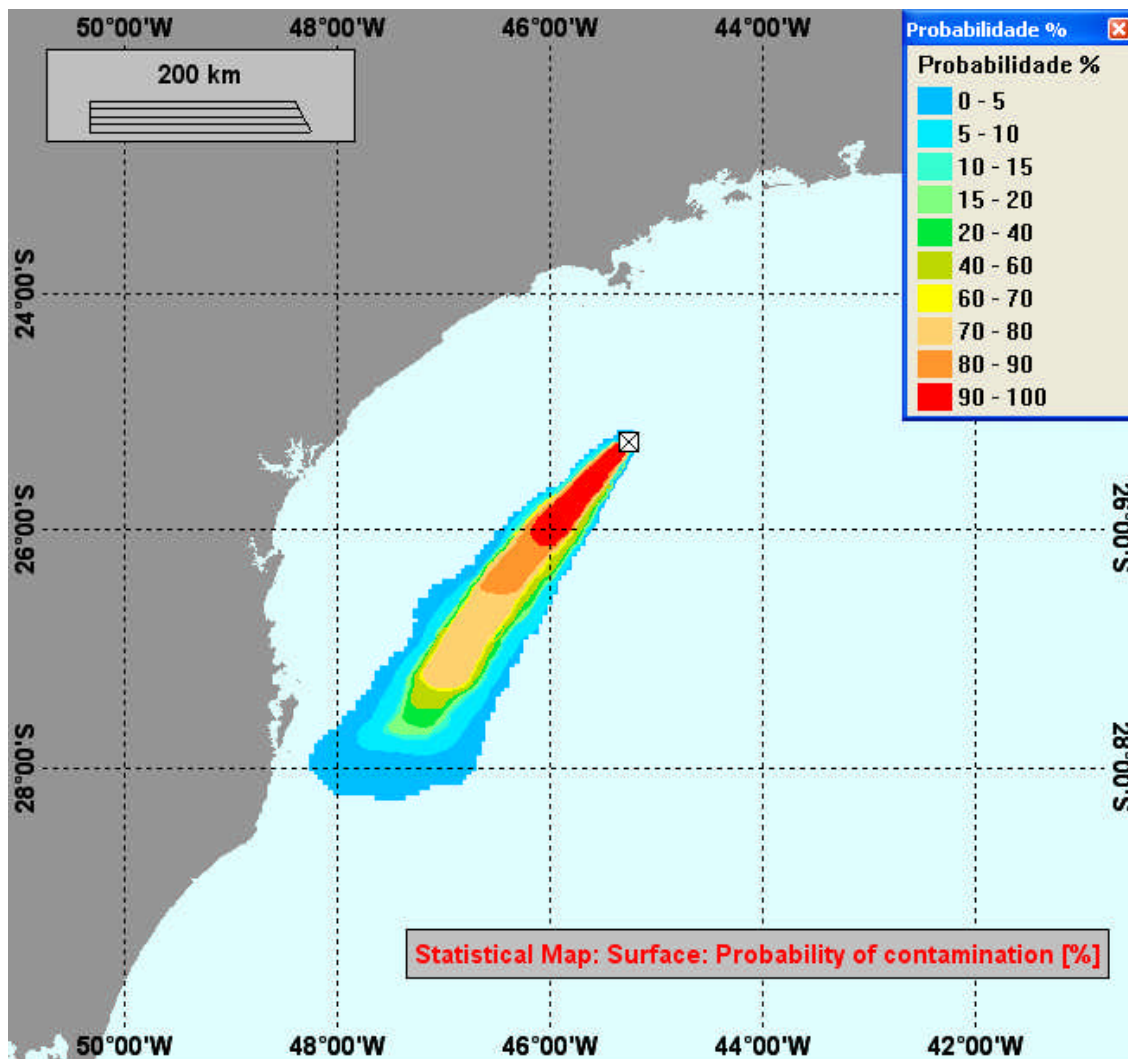 50°00'W 48°00'W 46°00'W 44°00'W
Probabilidade %
200 km
Probabilidade %
0 - 5
5 - 10
10 - 15
15 - 20
20 - 40
40 - 60
60 - 70
70 - 80
80 - 90
90 - 100
24°00'S
26°00'S
26°00'S
28°00'S
28°00'S
Statistical Map: Surface: Probability of contamination [%]
50°00'W 48°00'W 46°00'W 44°00'W 42°00'W